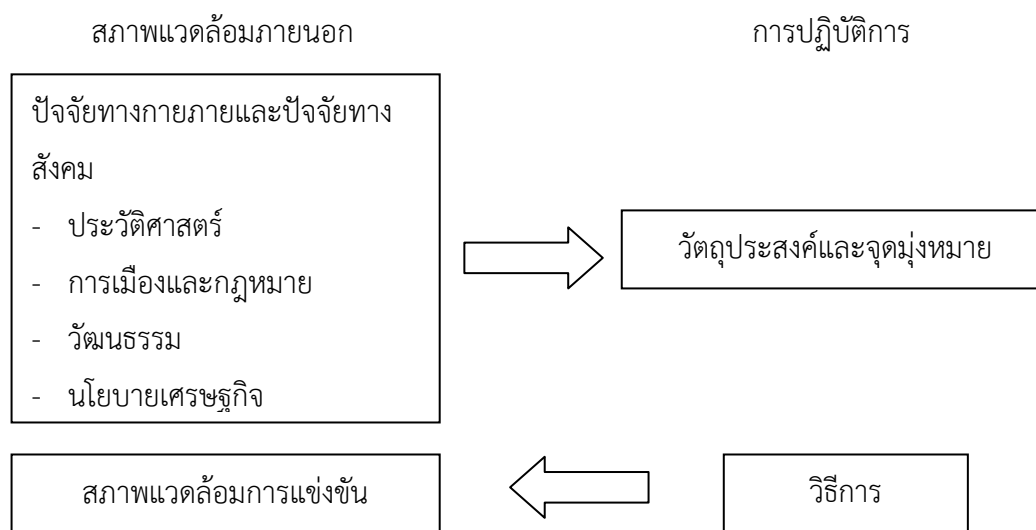 สภาพแวดล้อมภายนอก
การปฏิบัติการ
ปัจจัยทางกายภายและปัจจัยทาง
สังคม
- ประวัติศาสตร์
- การเมืองและกฎหมาย
- วัฒนธรรม
- นโยบายเศรษฐกิจ
วัตถุประสงค์และจุดมุ่งหมาย
สภาพแวดล้อมการแข่งขัน
วิธีการ